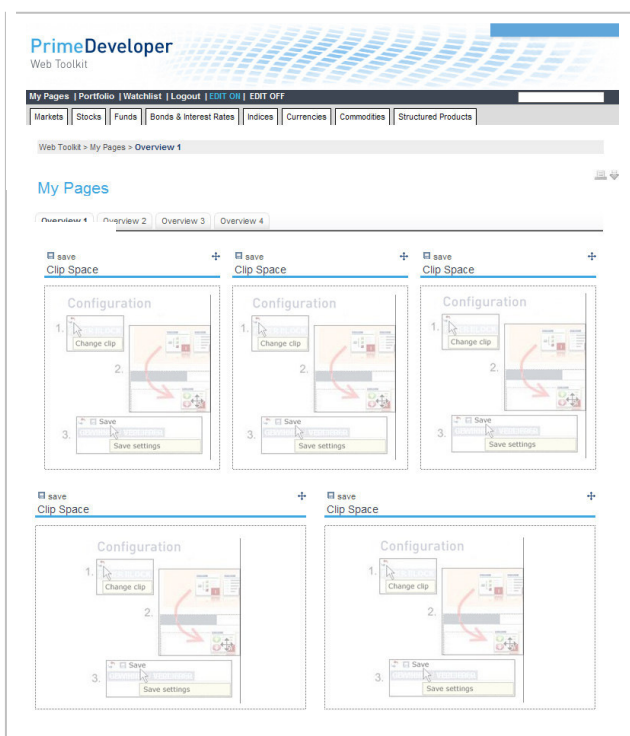 PrimeDeveloper
Web Toolkit
My Pages | Portfolio | Watchlist | Logout | EDIT ON | EDIT OFF
Markets Stocks Funds Bonds & Interest Rates Indices Currencies Commodities Structured Products
Web Toolkit > My Pages > Overview 1
My Pages
Overview 1 Overview 2 Overview 3 Overview 4
save save save
Clip Space Clip Space Clip Space
Configuration Configuration Configuration
1. 1. 1.
Change clip Change clip Change clip
2. 2. 2.
Save Save Save
3. 3. 3.
Save settings Save settings Save settings
save save
Clip Space Clip Space
Configuration Configuration
1. 1.
Change clip Change clip
2. 2.
Save Save
3. 3.
Save settings Save settings